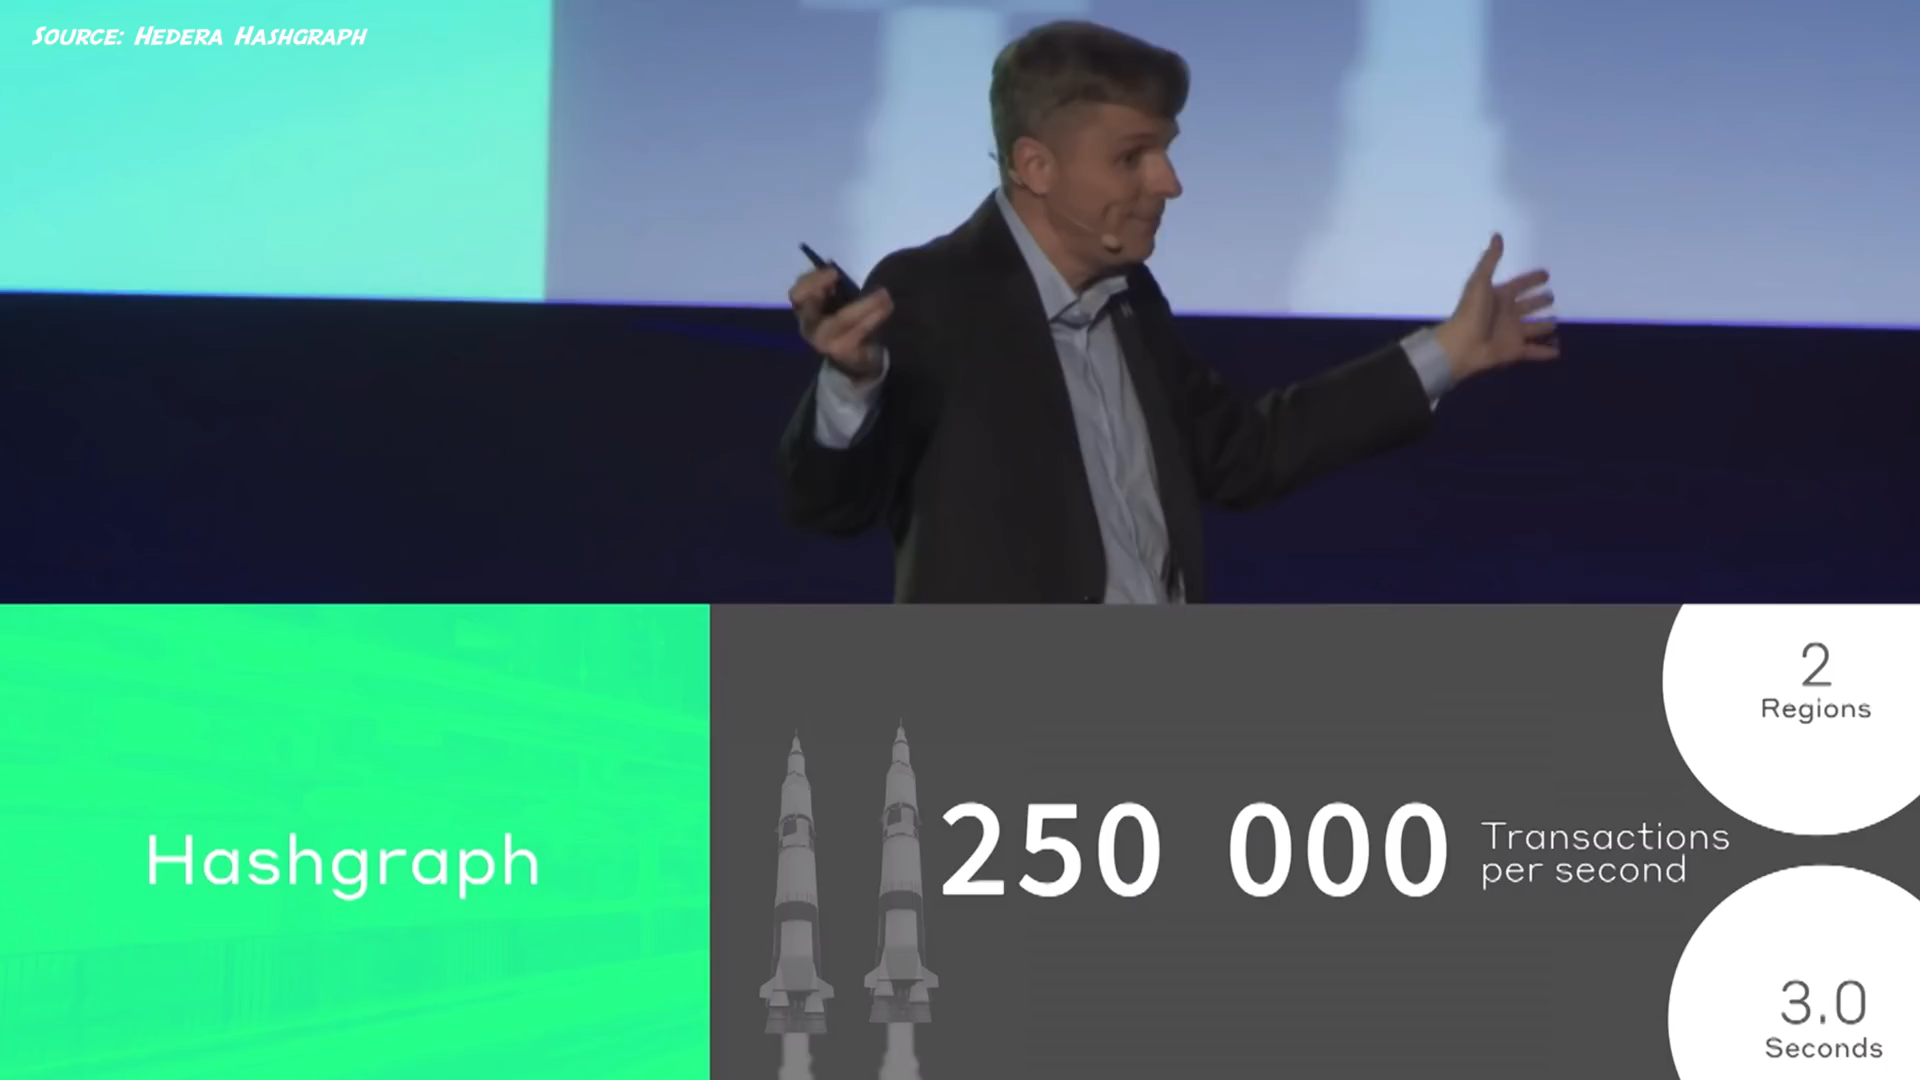 SOURCE: HEDERA HASHGRAPH
Hashgraph
250 000
Transactions
per second
2
Regions
3.0
Seconds